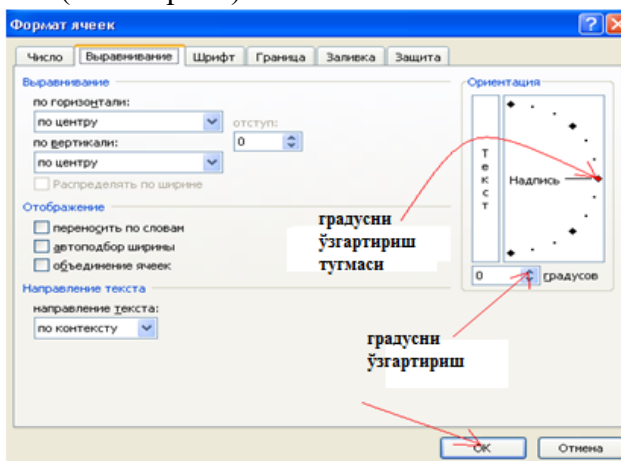 Формат ячеек
Число Выравнивание Шрифт Граница Заливка Защита
Выравнивание
по горизонтали:
по центру
отступ:
0
по вертикали:
по центру
Распределять по ширине
Отображение
переносить по словам
автоподбор ширины
объединение ячеек
Направление текста
направление текста:
по контексту
Ориентация
Текст
Надпись
0 градусов
градусни
ўзгартириш
тугмаси
градусни
ўзгартириш
ОК Отмена